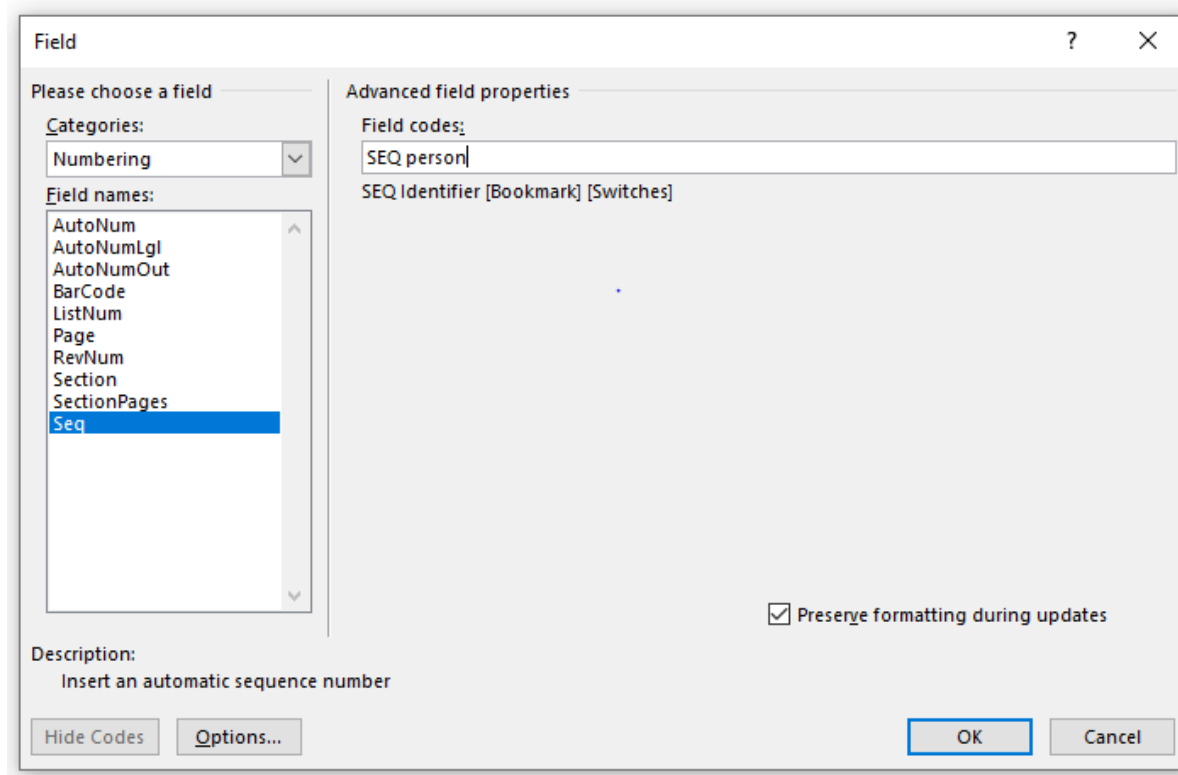 Field ?
Please choose a field
Categories:
Numbering
Field names:
AutoNum
AutoNumLgl
AutoNumOut
BarCode
ListNum
Page
RevNum
Section
SectionPages
Seq
Advanced field properties
Field codes:
SEQ person
SEQ Identifier [Bookmark] [Switches]
Preserve formatting during updates
Description:
Insert an automatic sequence number
Hide Codes Options... OK Cancel